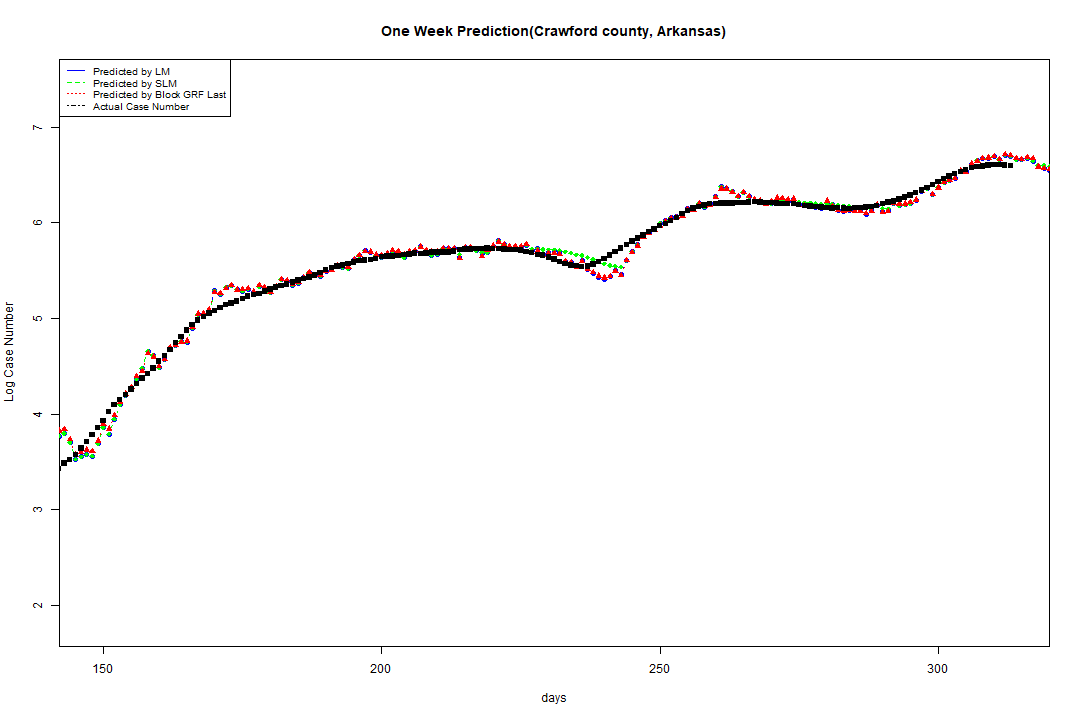 One Week Prediction(Crawford county, Arkansas)
Predicted by LM
Predicted by SLM
Predicted by Block GRF Last
Actual Case Number
7
6
5
4
3
2
Log Case Number
150 200 250 300
days